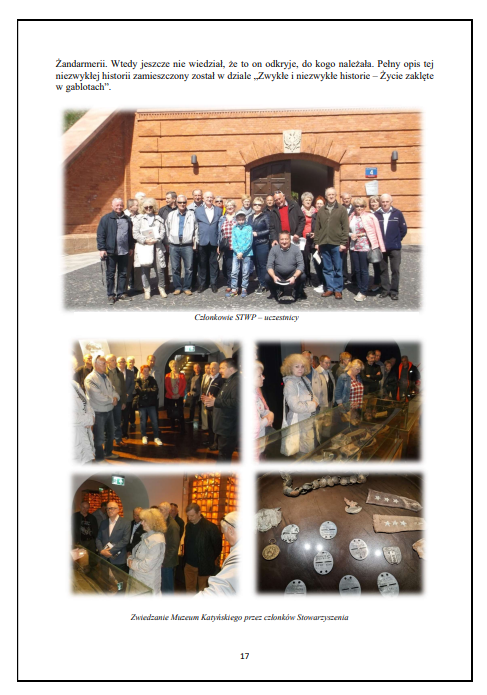 Żandarmerii. Wtedy jeszcze nie wiedział, że to on odkryje, do kogo należała. Pełny opis tej
niezwykłej historii zamieszczony został w dziale „Zwykłe i niezwykłe historie – Życie zaklęte
w gablotach”.
4
Członkowie STWP – uczestnicy
Zwiedzanie Muzeum Katyńskiego przez członków Stowarzyszenia
17